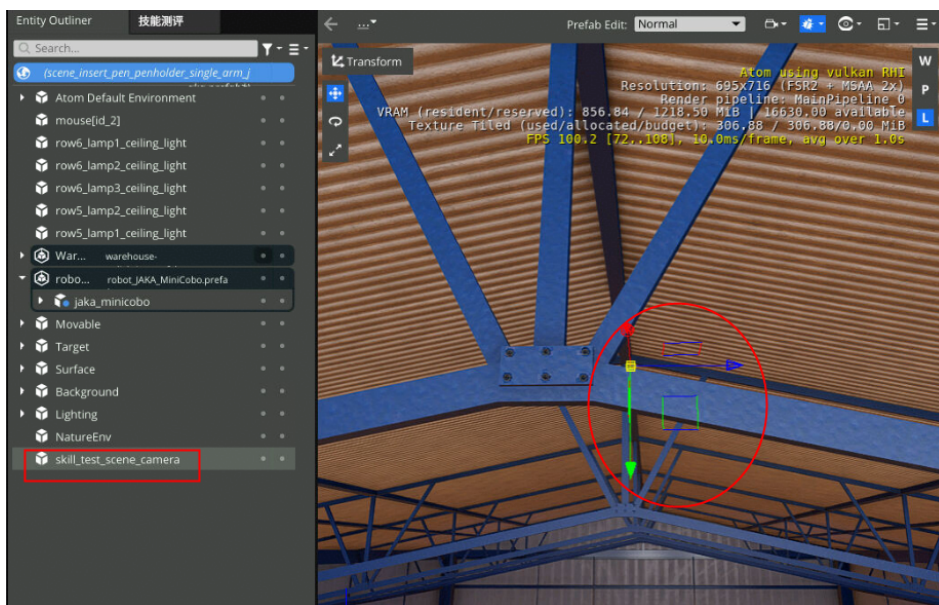 Entity Outliner
技能测评
Search...
(scene_insert_pen_penholder_single_arm_j
Atom Default Environment
mouse[id_2]
row6_lamp1_ceiling_light
row6_lamp2_ceiling_light
row6_lamp3_ceiling_light
row5_lamp2_ceiling_light
row5_lamp1_ceiling_light
War... warehouse-
robo... robot_JAKA_MiniCobo.prefa
jaka_minicobo
Movable
Target
Surface
Background
Lighting
NatureEnv
skill_test_scene_camera
...
Prefab Edit: Normal
Transform
W
P
L
Atom using vulkan RHI
Resolution: 695x716 (FSR2 + MSAA 2x)
Render pipeline: MainPipeline_0
VRAM (resident/reserved): 856.84 / 1218.50 MiB | 16630.00 available
Texture Tiled (used/allocated/budget): 306.88 / 306.88/0.00 MiB
FPS 100.2 [72..108], 10.0ms/frame, avg over 1.0s